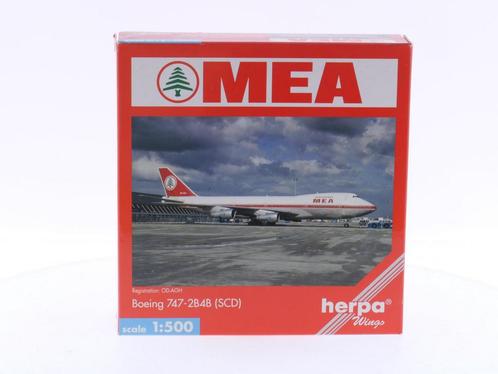 MEA
MEA
Registration: OD-AGH
Boeing 747-2B4B (SCD)
scale 1:500
herpa
Wings